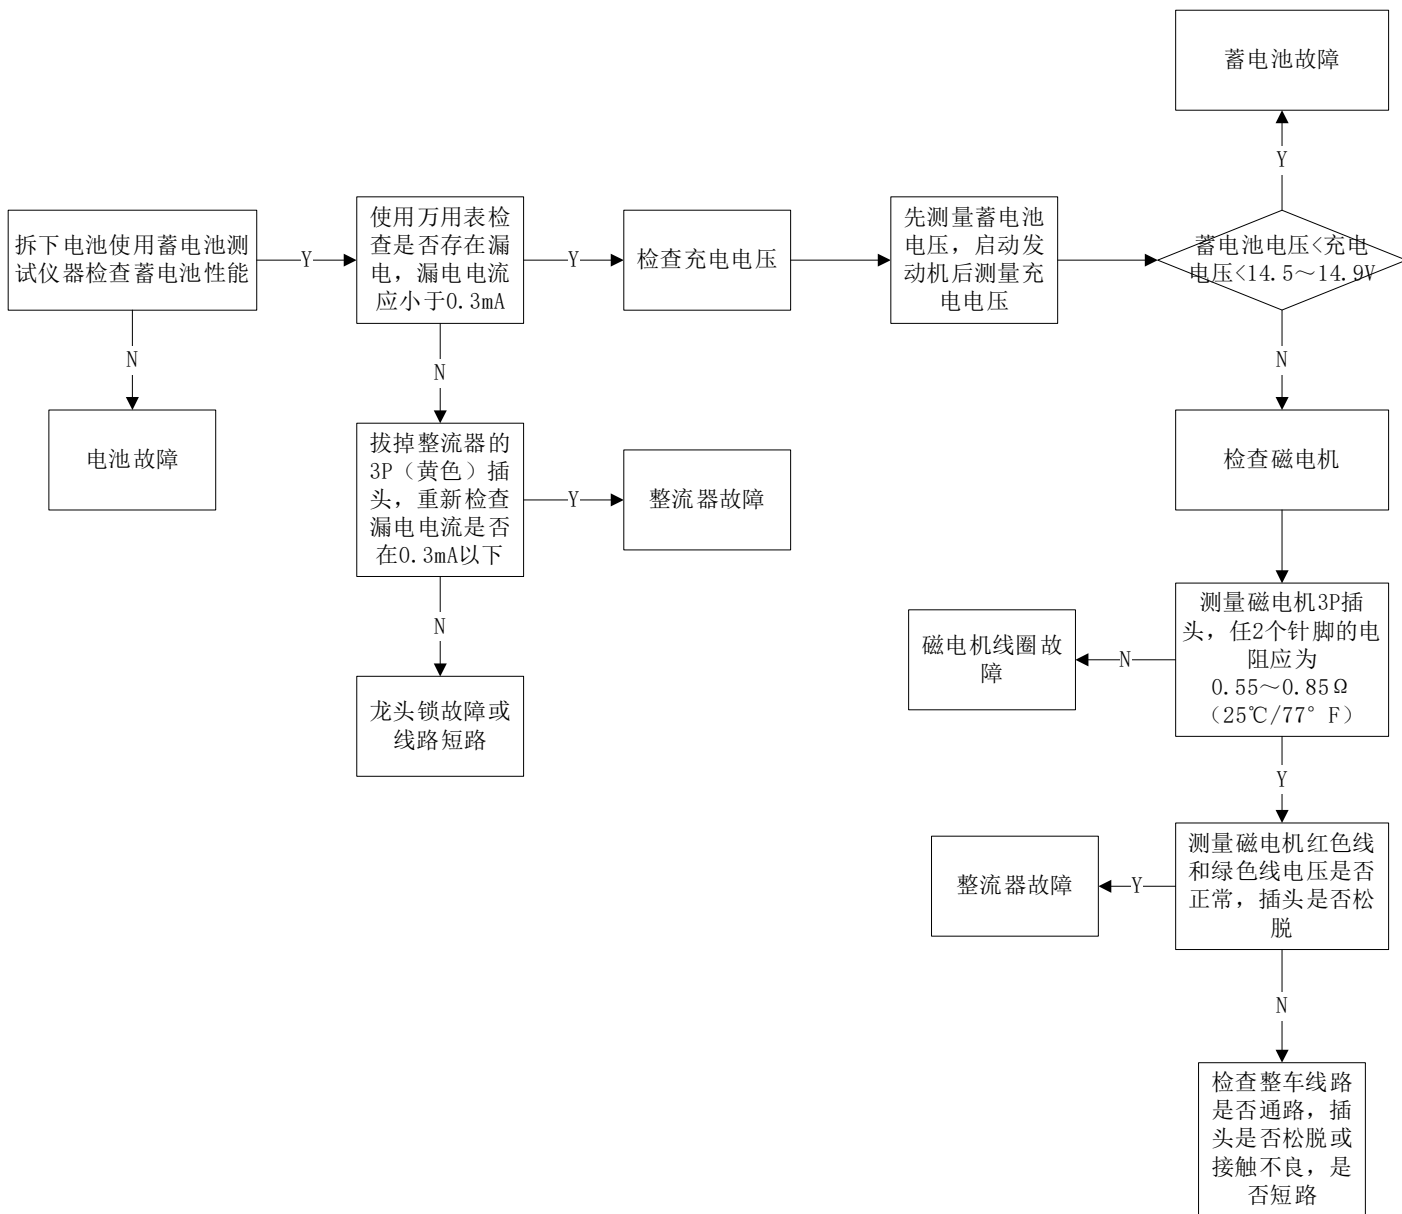 蓄电池故障
Y
拆下电池使用蓄电池测
试仪器检查蓄电池性能
Y
使用万用表检
查是否存在漏
电，漏电电流
应小于0.3mA
Y
检查充电电压
先测量蓄电池
电压，启动发
动机后测量充
电电压
蓄电池电压<充电
电压<14.5～14.9V
N
N
N
电池故障
拔掉整流器的
3P（黄色）插
头，重新检查
漏电电流是否
在0.3mA以下
Y
整流器故障
检查磁电机
N
龙头锁故障或
线路短路
磁电机线圈故
障
N
测量磁电机3P插
头，任2个针脚的电
阻应为
0.55～0.85Ω
（25℃/77°F）
Y
整流器故障
Y
测量磁电机红色线
和绿色线电压是否
正常，插头是否松
脱
N
检查整车线路
是否通路，插
头是否松脱或
接触不良，是
否短路